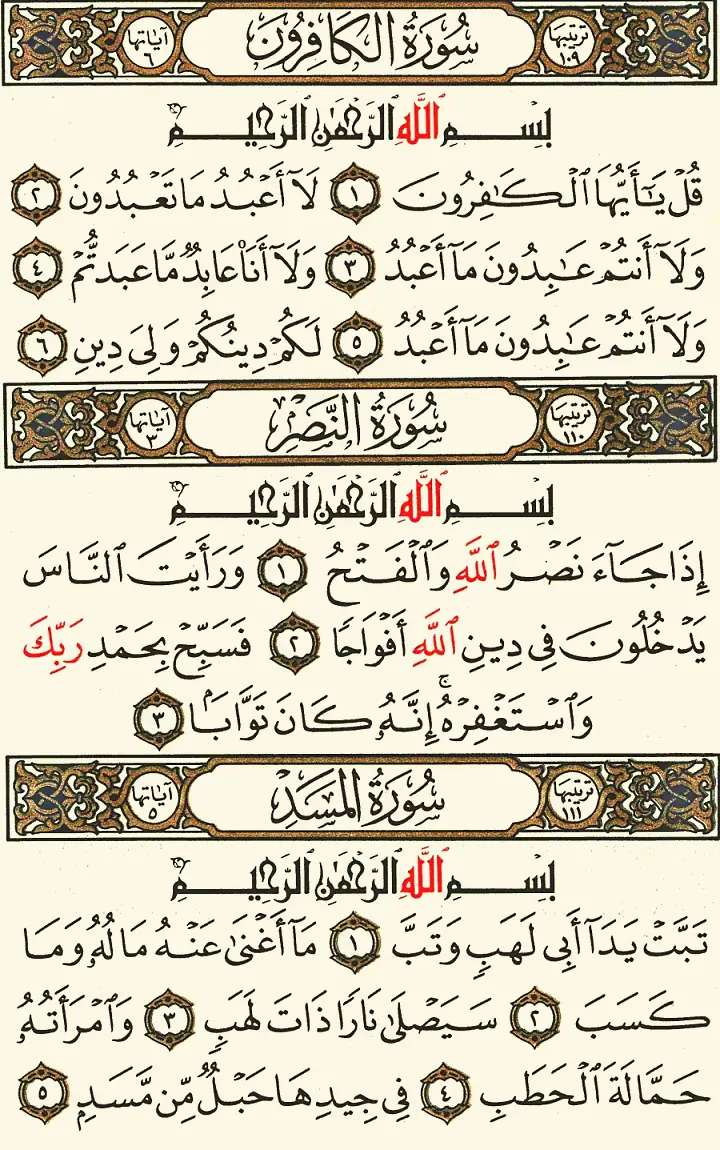 ترتيبها ١٠٩ سُورَةُ الكَافِرُونَ آياتها ٦
بِسْمِ ٱللَّهِ ٱلرَّحْمَٰنِ ٱلرَّحِيمِ
قُلْ يَٰٓأَيُّهَا ٱلْكَٰفِرُونَ ١ لَآ أَعْبُدُ مَا تَعْبُدُونَ ٢
وَلَآ أَنتُمْ عَٰبِدُونَ مَآ أَعْبُدُ ٣ وَلَآ أَنَا۠ عَابِدٌ مَّا عَبَدتُّمْ ٤
وَلَآ أَنتُمْ عَٰبِدُونَ مَآ أَعْبُدُ ٥ لَكُمْ دِينُكُمْ وَلِىَ دِينِ ٦
ترتيبها ١١٠ سُورَةُ النَّصْرِ آياتها ٣
بِسْمِ ٱللَّهِ ٱلرَّحْمَٰنِ ٱلرَّحِيمِ
إِذَا جَآءَ نَصْرُ ٱللَّهِ وَٱلْفَتْحُ ١ وَرَأَيْتَ ٱلنَّاسَ
يَدْخُلُونَ فِى دِينِ ٱللَّهِ أَفْوَاجًا ٢ فَسَبِّحْ بِحَمْدِ رَبِّكَ
وَٱسْتَغْفِرْهُ ۚ إِنَّهُۥ كَانَ تَوَّابًۢا ٣
ترتيبها ١١١ سُورَةُ المَسَدِ آياتها ٥
بِسْمِ ٱللَّهِ ٱلرَّحْمَٰنِ ٱلرَّحِيمِ
تَبَّتْ يَدَآ أَبِى لَهَبٍ وَتَبَّ ١ مَآ أَغْنَىٰ عَنْهُ مَالُهُۥ وَمَا
كَسَبَ ٢ سَيَصْلَىٰ نَارًا ذَاتَ لَهَبٍ ٣ وَٱمْرَأَتُهُۥ
حَمَّالَةَ ٱلْحَطَبِ ٤ فِى جِيدِهَا حَبْلٌ مِّن مَّسَدٍۭ ٥